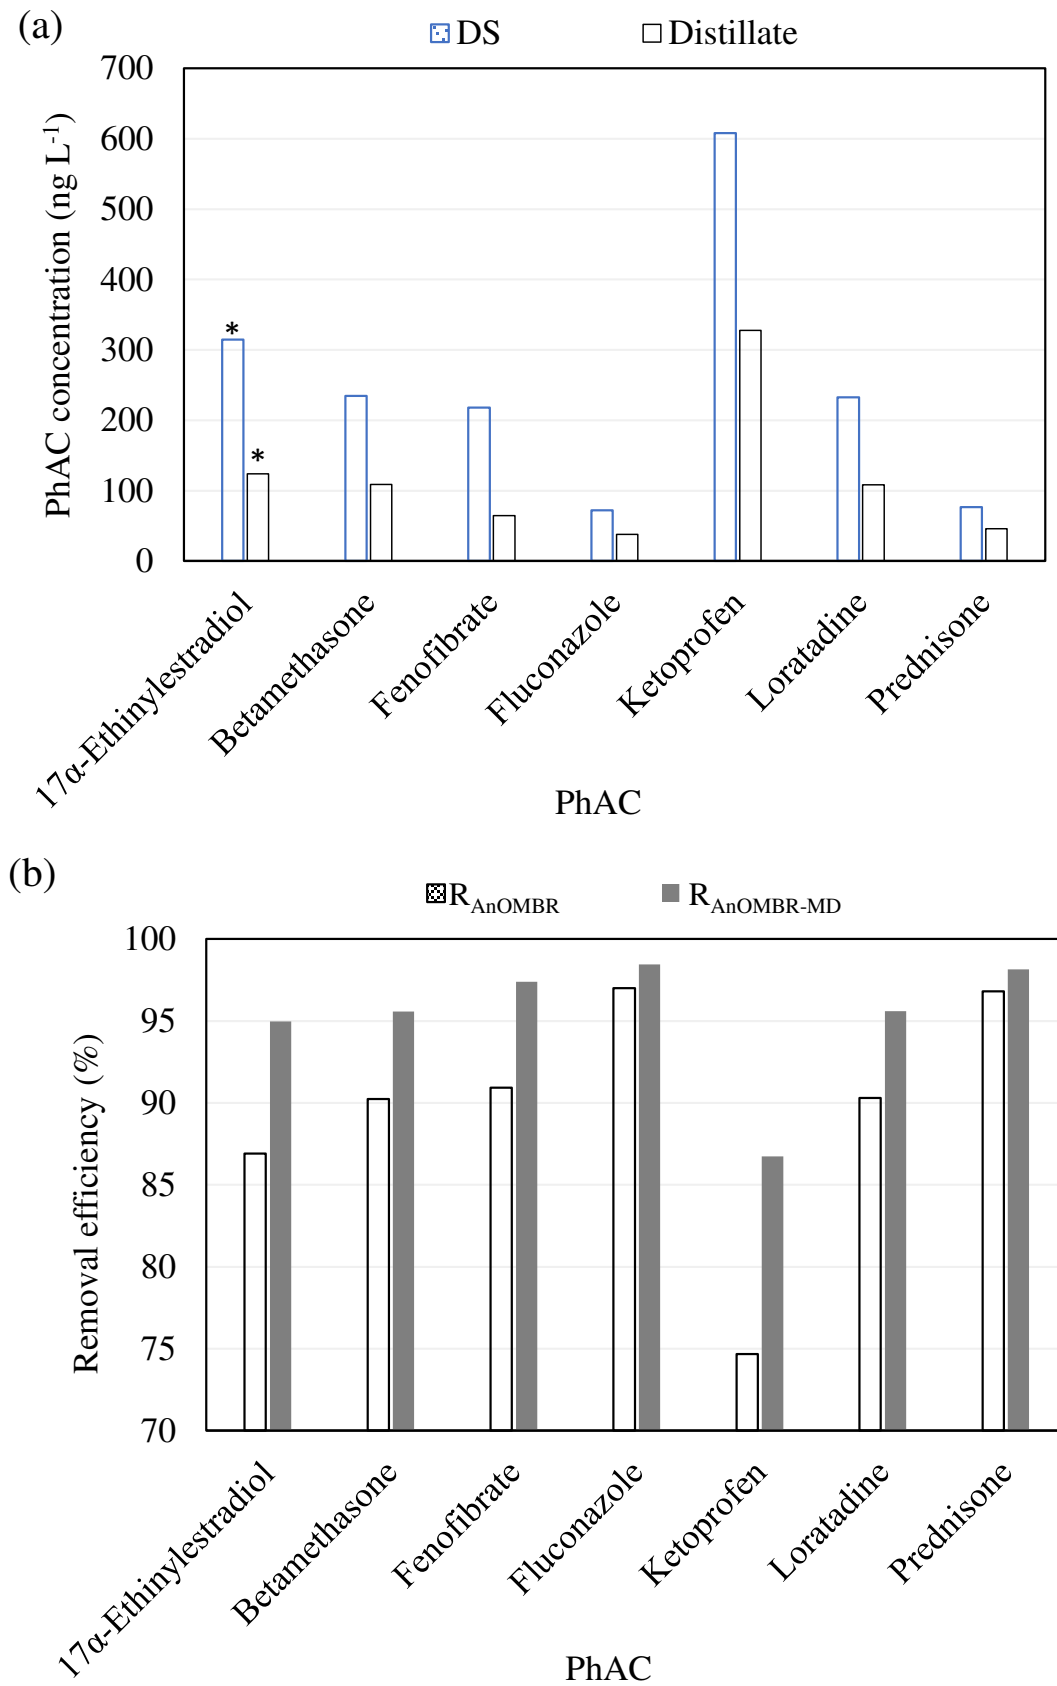 (a)
DS Distillate
PhAC concentration (ng L⁻¹)
700
600
500
400
300
200
100
0
*
*
17α-Ethinylestradiol
Betamethasone
Fenofibrate
Fluconazole
Ketoprofen
Loratadine
Prednisone
PhAC
(b)
R_AnOMBR R_AnOMBR-MD
Removal efficiency (%)
100
95
90
85
80
75
70
17α-Ethinylestradiol
Betamethasone
Fenofibrate
Fluconazole
Ketoprofen
Loratadine
Prednisone
PhAC